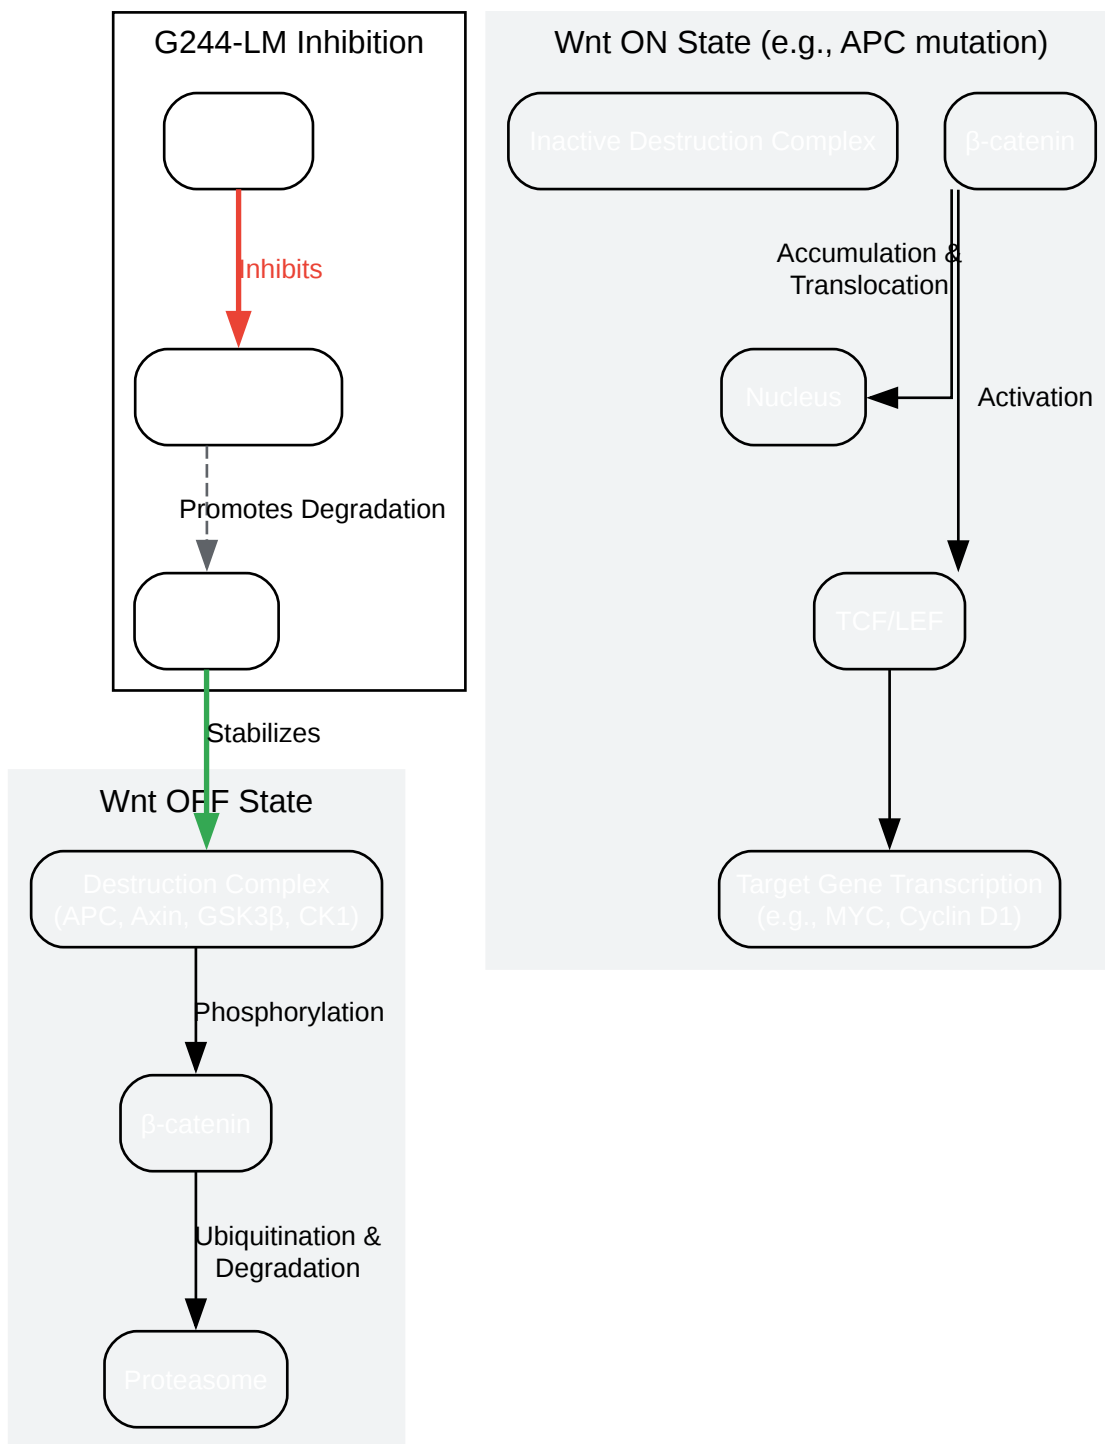 G244-LM Inhibition
Inhibits
Promotes Degradation
Stabilizes
Wnt OFF State
Destruction Complex
(APC, Axin, GSK3β, CK1)
Phosphorylation
β-catenin
Ubiquitination &
Degradation
Proteasome
Wnt ON State (e.g., APC mutation)
Inactive Destruction Complex
β-catenin
Accumulation &
Translocation
Nucleus
Activation
TCF/LEF
Target Gene Transcription
(e.g., MYC, Cyclin D1)